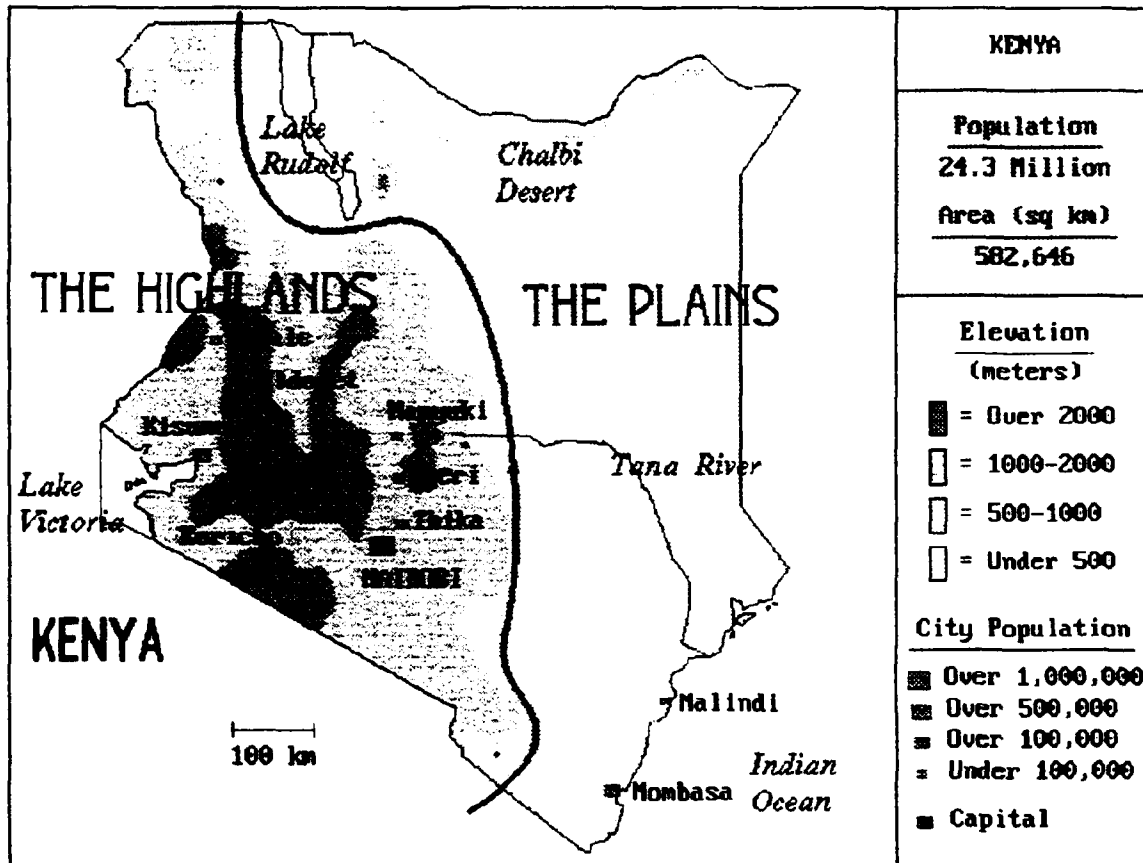 Lake
Rudolf
Chalbi
Desert
THE HIGHLANDS
THE PLAINS
Kisumu
Tana River
Lake
Victoria
Kericho
Thika
NAIROBI
KENYA
100 km
Malindi
Mombasa
Indian
Ocean
KENYA
Population
24.3 Million
Area (sq km)
582,646
Elevation
(meters)
= Over 2000
= 1000-2000
= 500-1000
= Under 500
City Population
Over 1,000,000
Over 500,000
= Over 100,000
= Under 100,000
= Capital